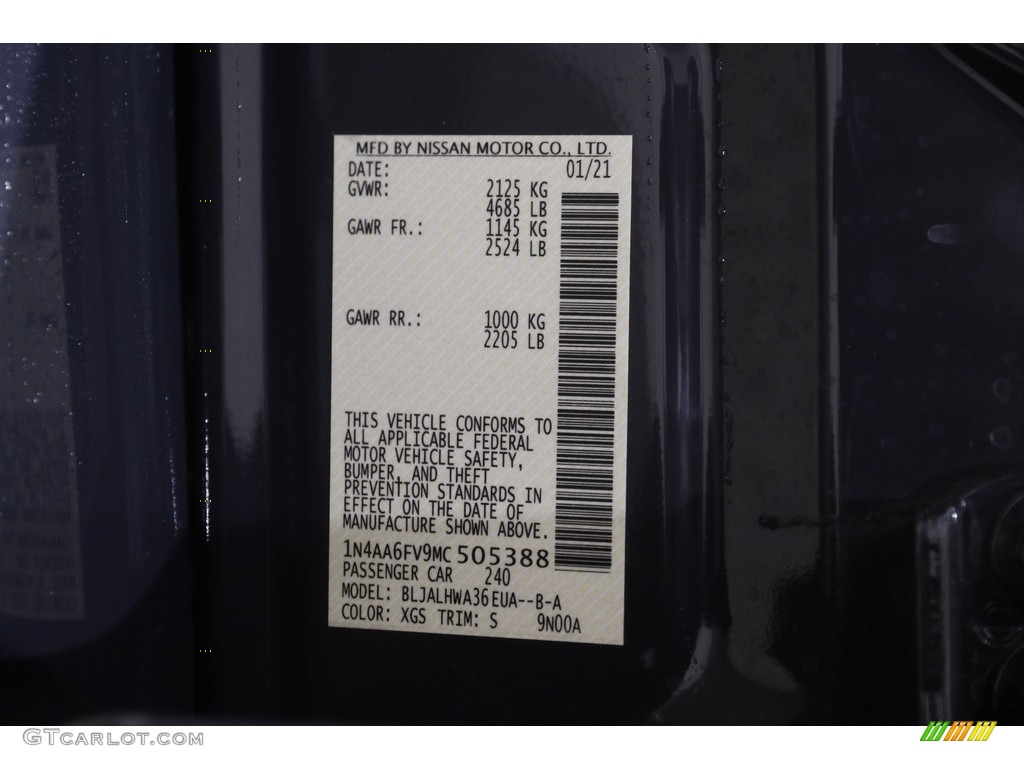 MFD BY NISSAN MOTOR CO., LTD.
DATE: 01/21
GVWR: 2125 KG
4685 LB
GAWR FR.: 1145 KG
2524 LB
GAWR RR.: 1000 KG
2205 LB
THIS VEHICLE CONFORMS TO
ALL APPLICABLE FEDERAL
MOTOR VEHICLE SAFETY,
BUMPER, AND THEFT
PREVENTION STANDARDS IN
EFFECT ON THE DATE OF
MANUFACTURE SHOWN ABOVE.
1N4AA6FV9MC 505388
PASSENGER CAR 240
MODEL: BLJALHWA36EUA--B-A
COLOR: XGS TRIM: S 9N00A
GTCARLOT.COM